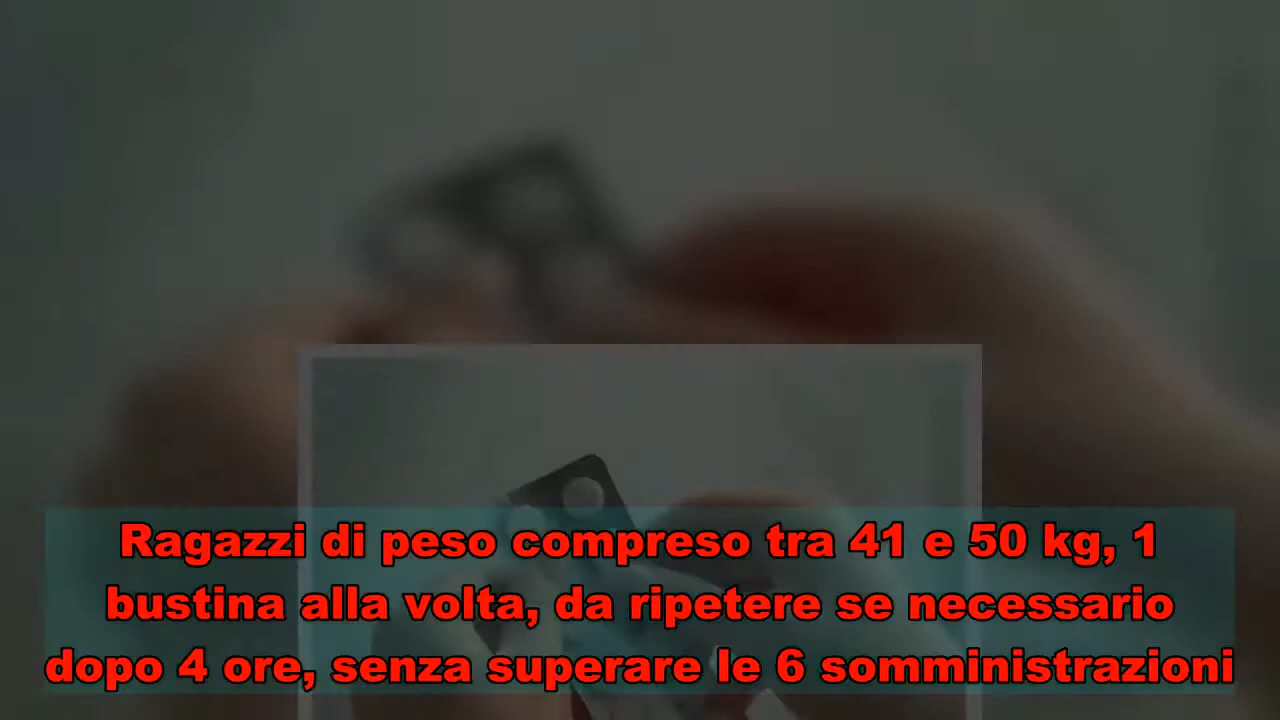 Ragazzi di peso compreso tra 41 e 50 kg, 1
bustina alla volta, da ripetere se necessario
dopo 4 ore, senza superare le 6 somministrazioni